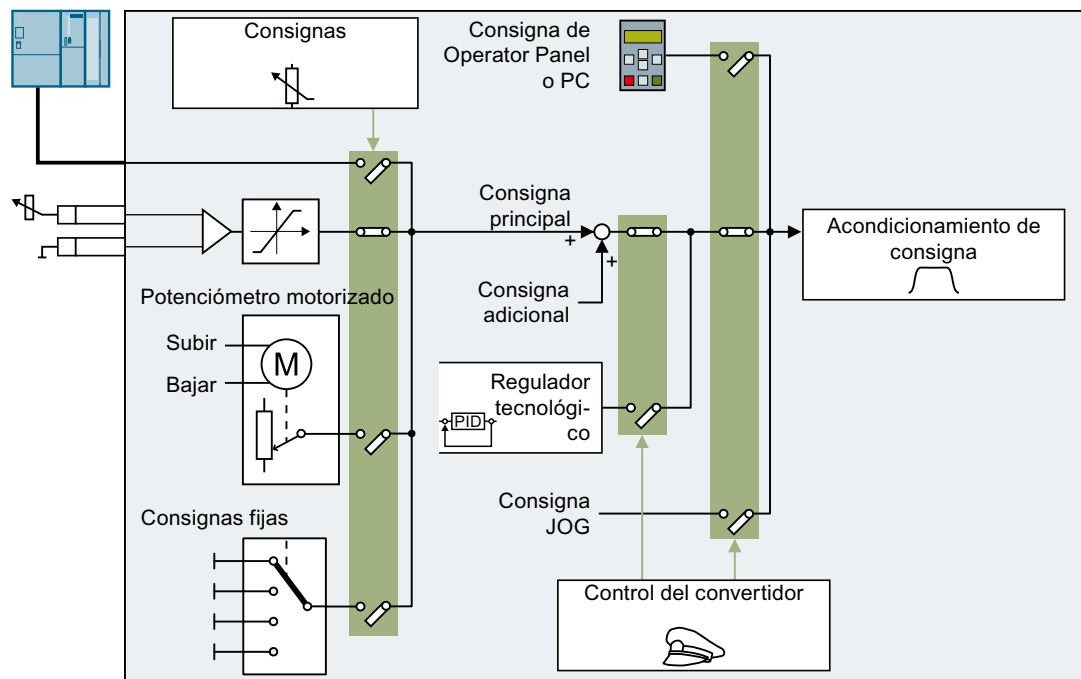 Consignas
Consigna de
Operator Panel
o PC
Consigna
principal
+
+
Acondicionamiento de
consigna
Consigna
adicional
Potenciómetro motorizado
Subir
M
Bajar
Regulador
tecnológi-
co
PID
Consigna
JOG
Consignas fijas
Control del convertidor